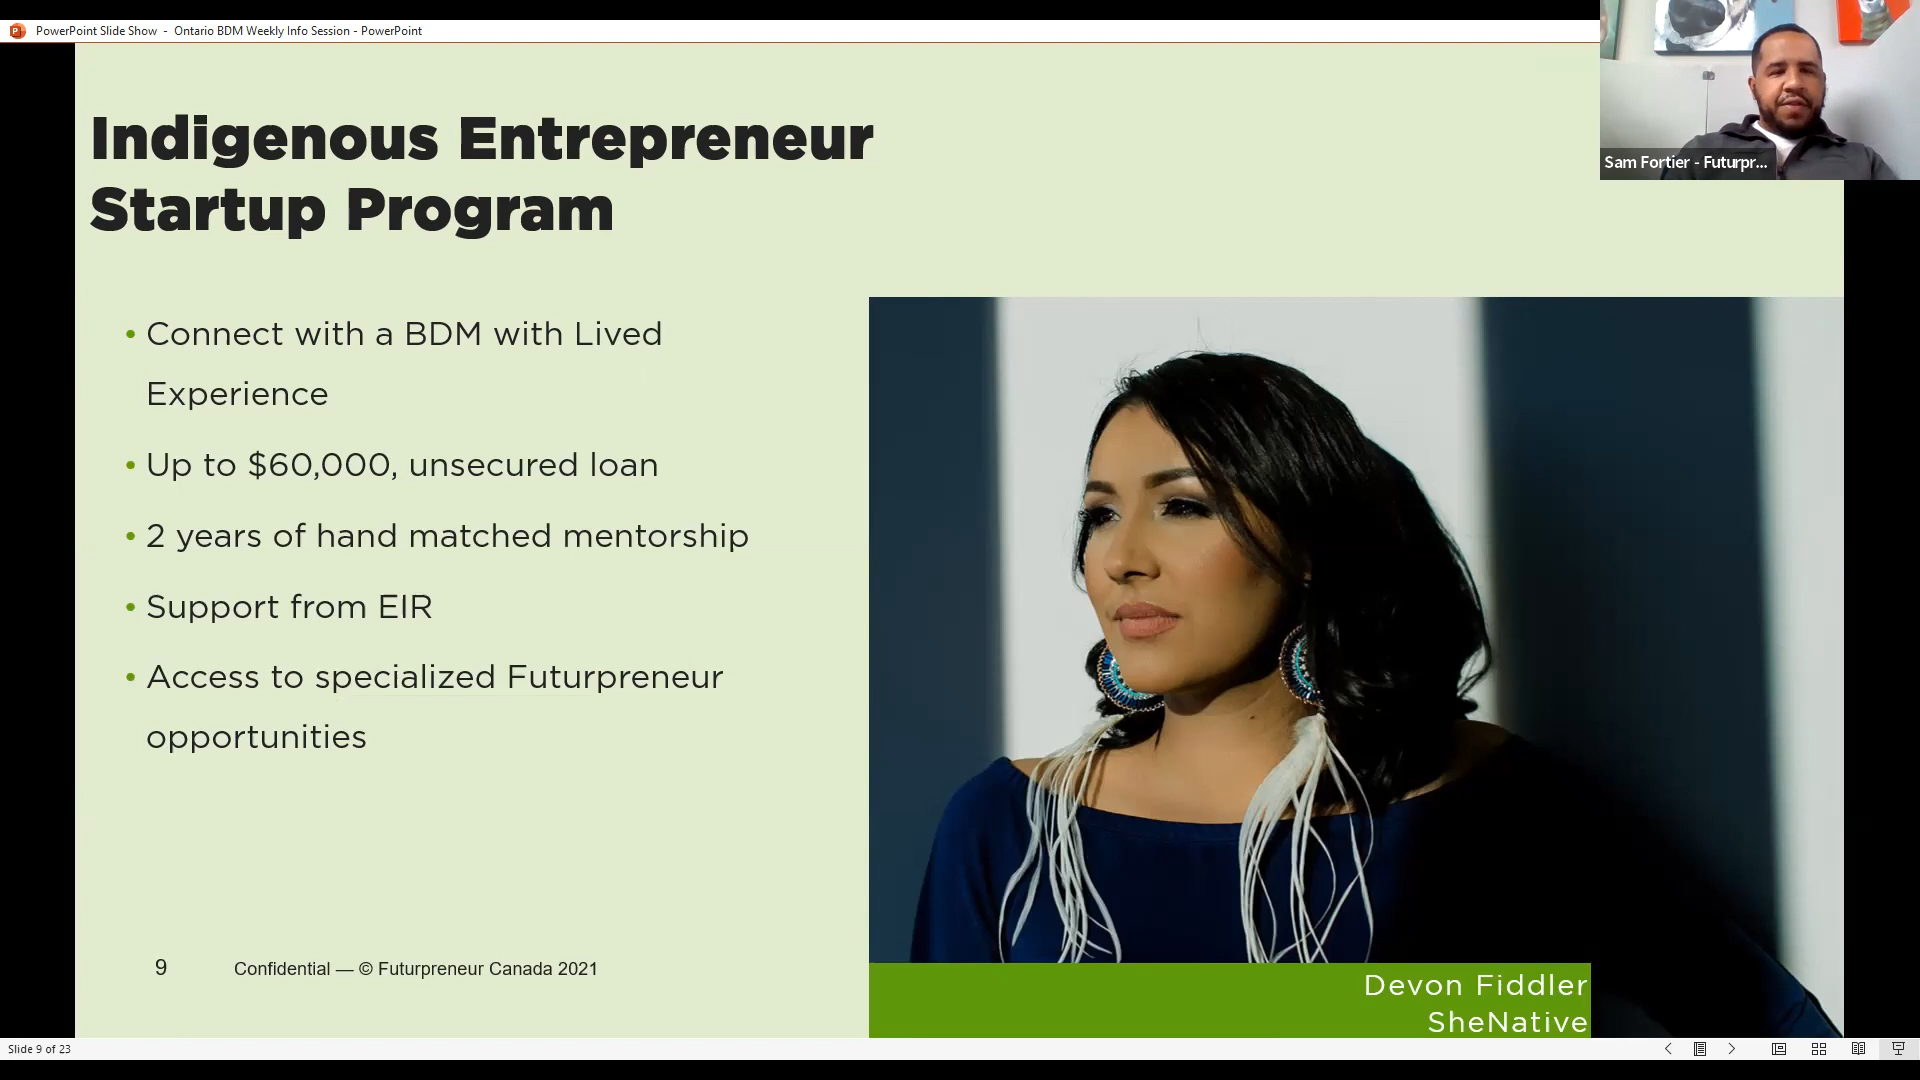 PowerPoint Slide Show - Ontario BDM Weekly Info Session - PowerPoint
Sam Fortier - Futurpr...
Indigenous Entrepreneur
Startup Program
• Connect with a BDM with Lived
Experience
• Up to $60,000, unsecured loan
• 2 years of hand matched mentorship
• Support from EIR
• Access to specialized Futurpreneur
opportunities
9 Confidential — © Futurpreneur Canada 2021
Devon Fiddler
SheNative
Slide 9 of 23